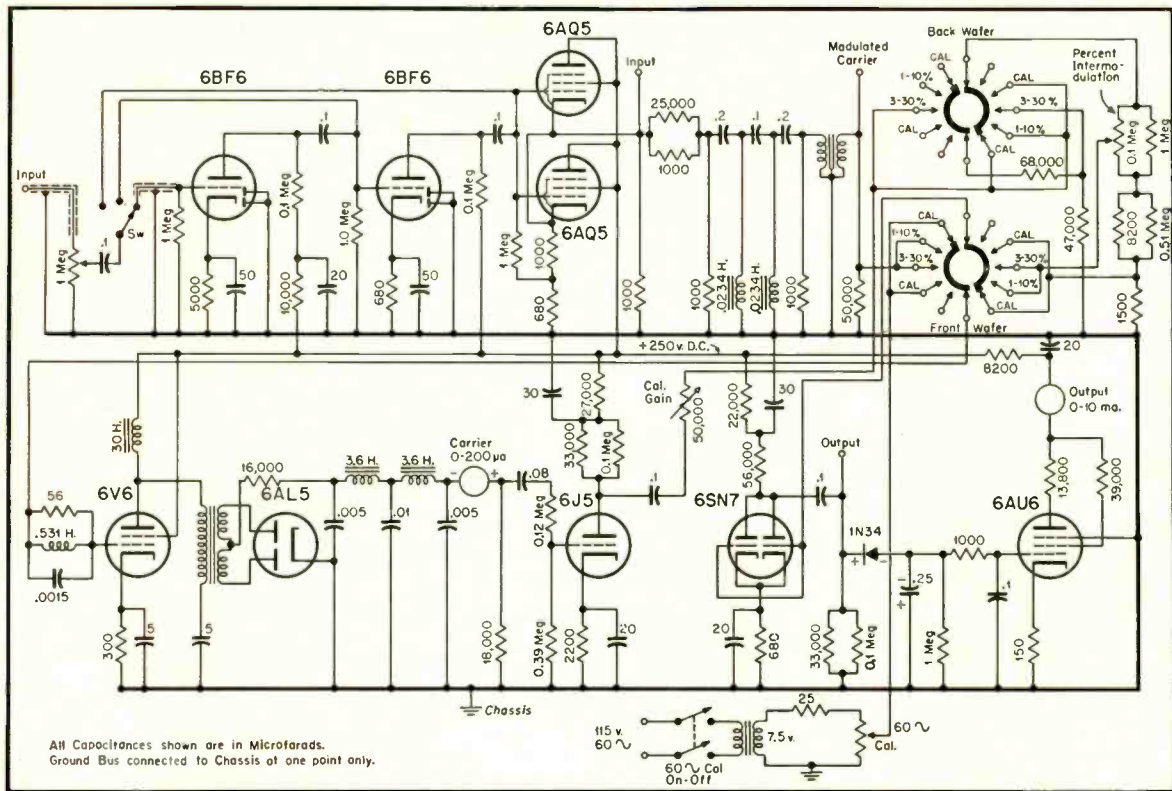 6AQ5
Back Wafer
Modulated
Carrier
Percent
Intermo-
dulation
6BF6
6BF6
Input
CAL
CAL
1-10%
CAL
3-30%
3-30%
.1
.1
25,000
.2
.1
.2
CAL
1-10%
0.1 Meg
1 Meg
1000
CAL
68,000
Input
0.1 Meg
0.1 Meg
6AQ5
CAL
CAL
Sw
1 Meg
1.0 Meg
47,000
8200
0.51 Meg
1-10%
.1
1 Meg
1000
3-30%
3-30%
1 Meg
50
20
50
1000
1000
.0234 H.
.0234 H.
1000
50,000
CAL
1-10%
CAL
5000
10,000
680
680
1500
Front Wafer
+250 v. D.C.
20
8200
30
27,000
Cal.
Gain
50,000
22,000
30
Output
0-10 ma.
30 H.
33,000
0.1 Meg
Output
16,000
3.6 H.
3.6 H.
Carrier
0-200μa
56,000
13,800
39,000
- +
.08
.1
.1
56
6V6
6AL5
6J5
6SN7
6AU6
.531 H.
.005
.01
.005
0.12 Meg
1N34
1000
+ -
.0015
- .25
+
.1
300
5
5
18,000
0.39 Meg
2200
20
20
680
33,000
0.1 Meg
1 Meg
150
Chassis
25
115 v.
60 ~
7.5 v.
60 ~
Cal.
60 ~ Cal
On-Off
All Capacitances shown are in Microfarads.
Ground Bus connected to Chassis at one point only.